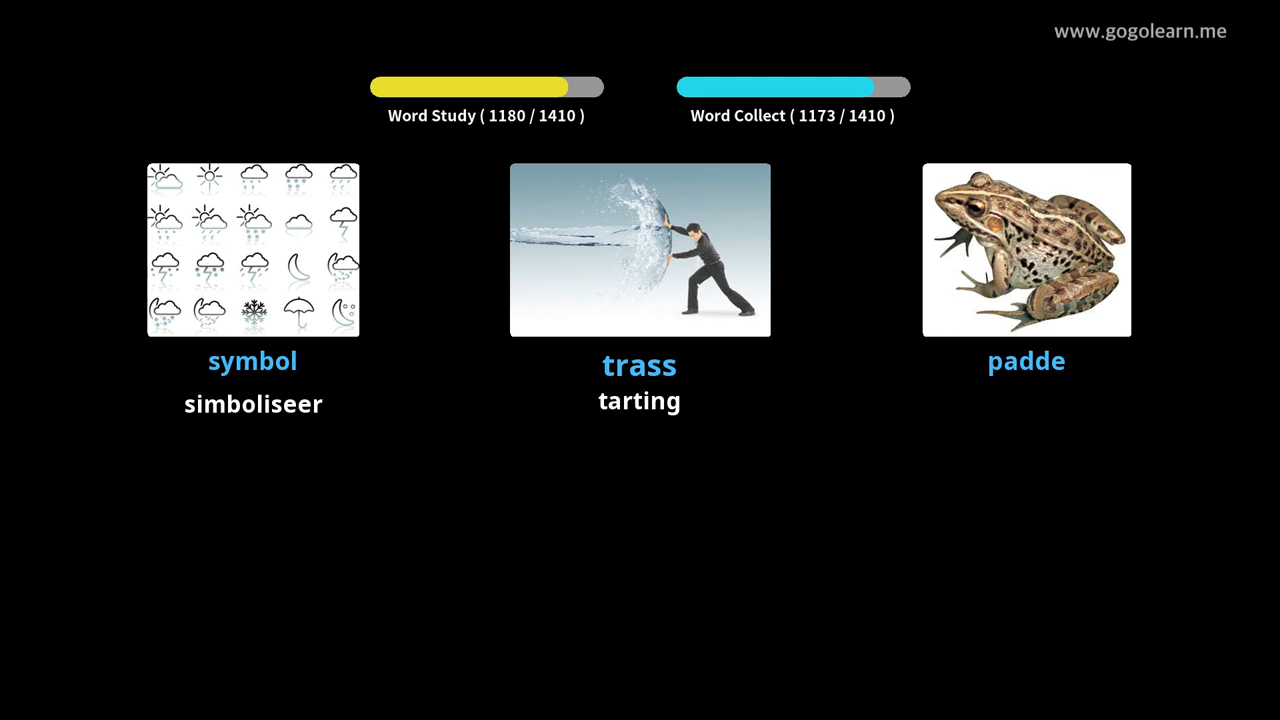 www.gogolearn.me
Word Study ( 1180 / 1410 )
Word Collect ( 1173 / 1410 )
symbol
simboliseer
trass
tarting
padde